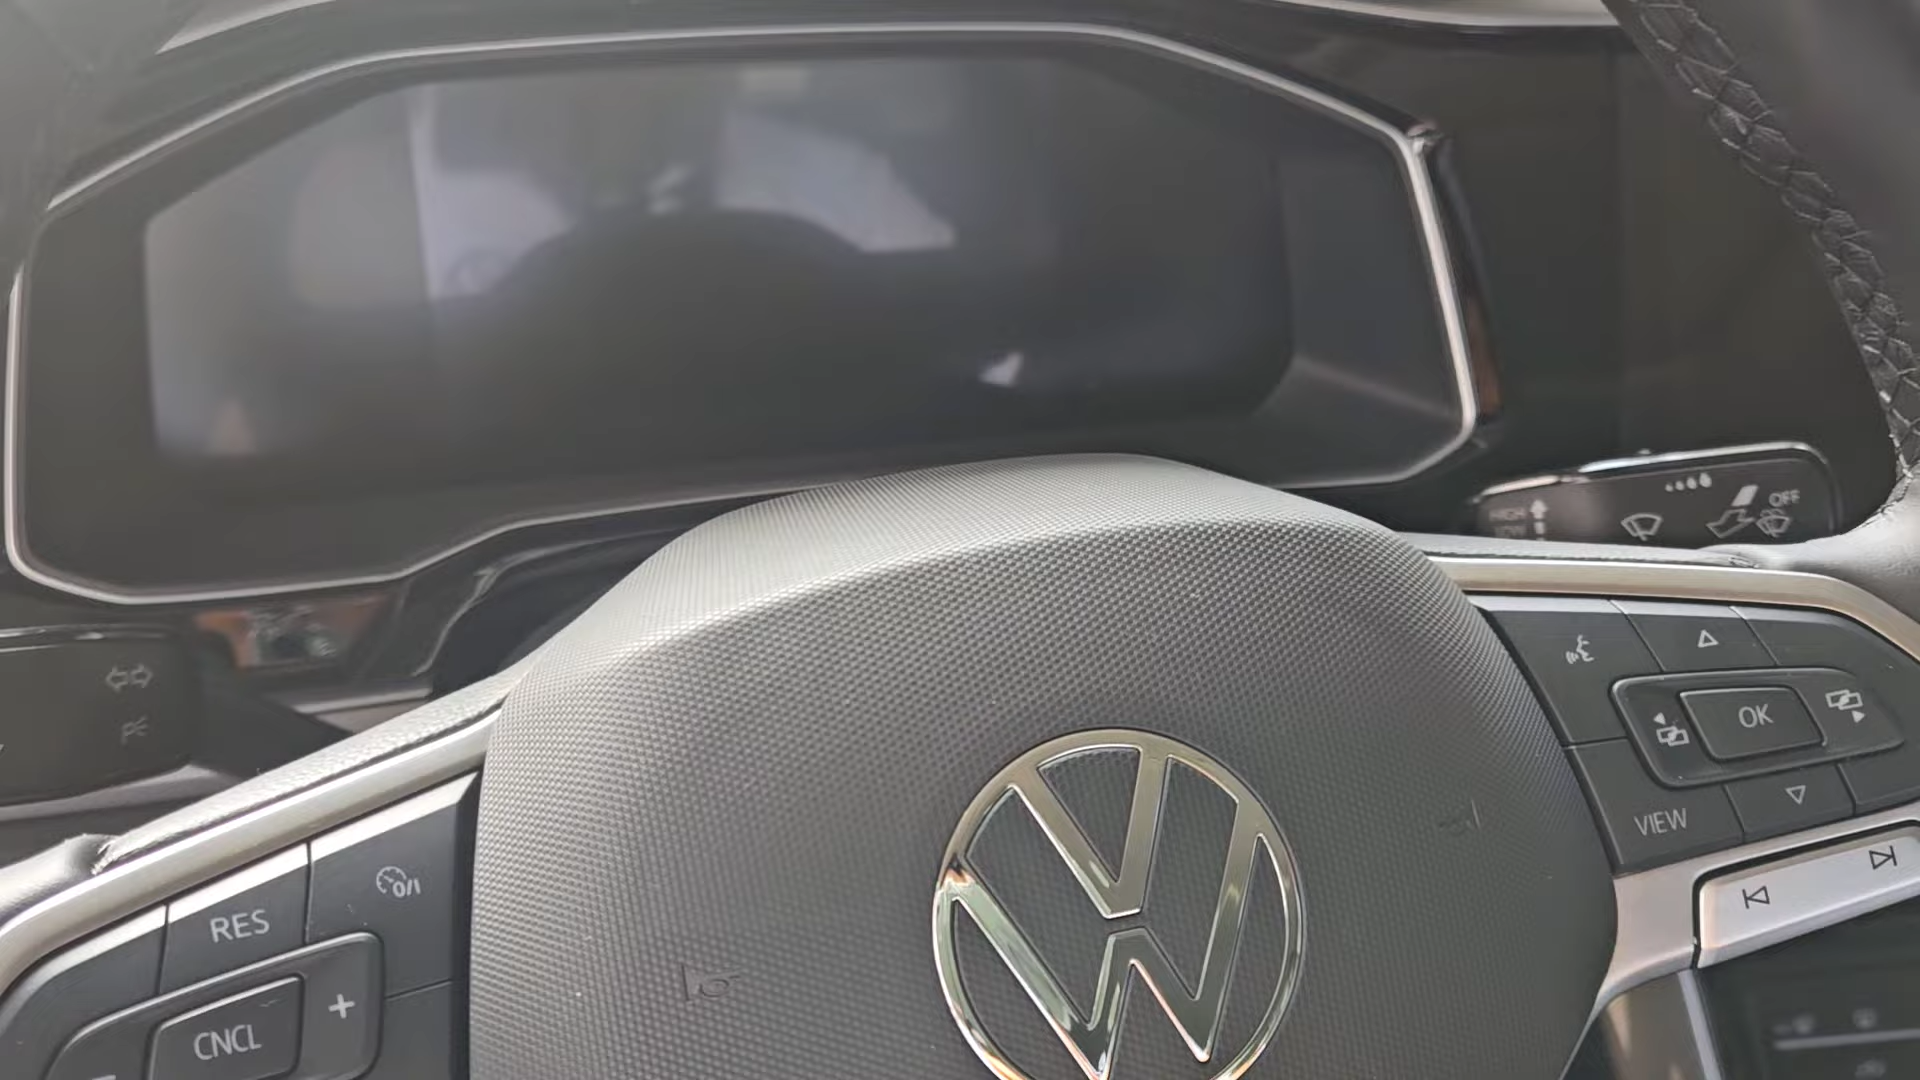 OFF
OK
VIEW
RES
+
CNCL